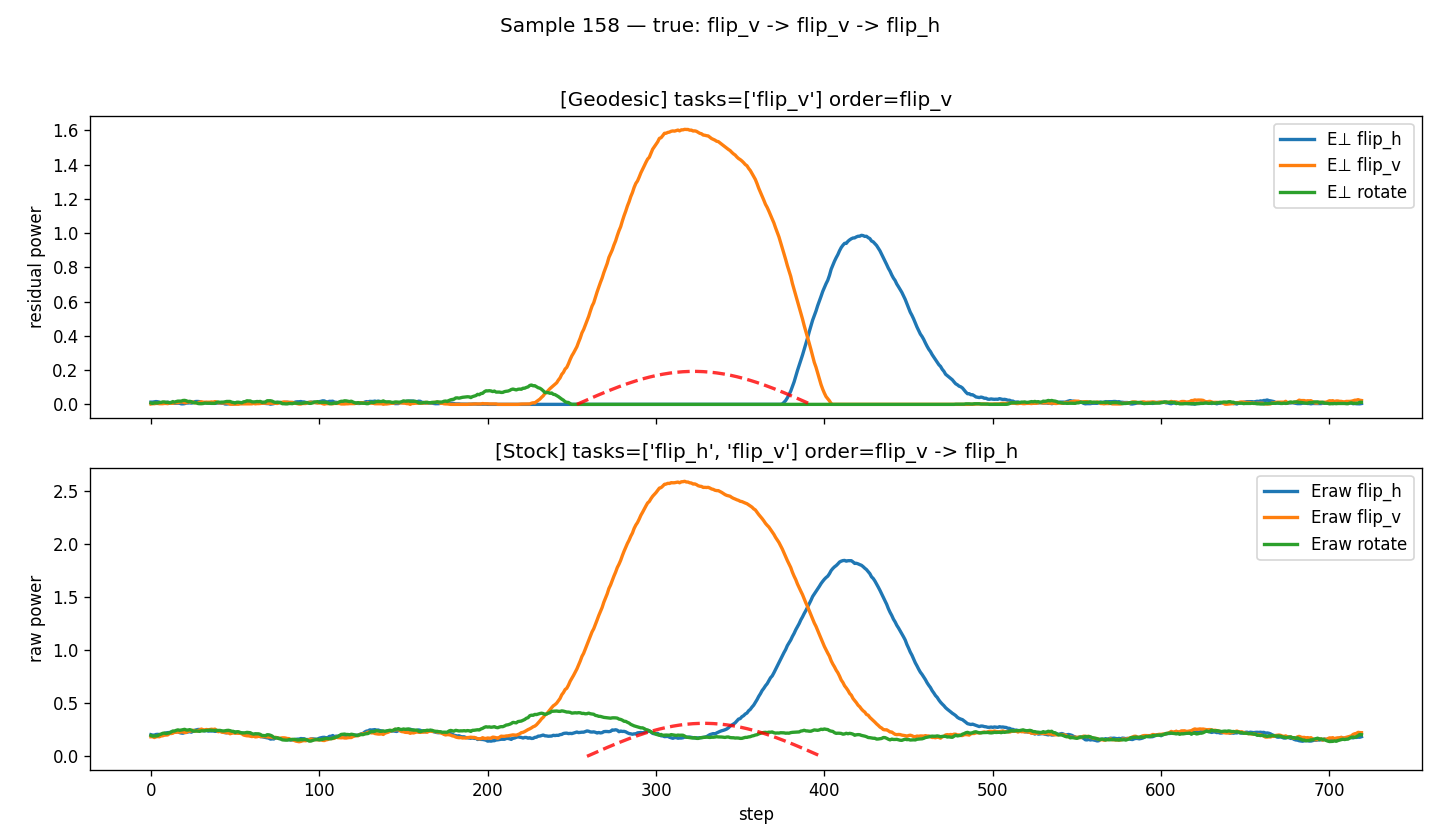 Sample 158 — true: flip_v -> flip_v -> flip_h
[Geodesic] tasks=['flip_v'] order=flip_v
residual power
1.6
1.4
1.2
1.0
0.8
0.6
0.4
0.2
0.0
E⊥ flip_h
E⊥ flip_v
E⊥ rotate
[Stock] tasks=['flip_h', 'flip_v'] order=flip_v -> flip_h
raw power
2.5
2.0
1.5
1.0
0.5
0.0
Eraw flip_h
Eraw flip_v
Eraw rotate
0 100 200 300 400 500 600 700
step